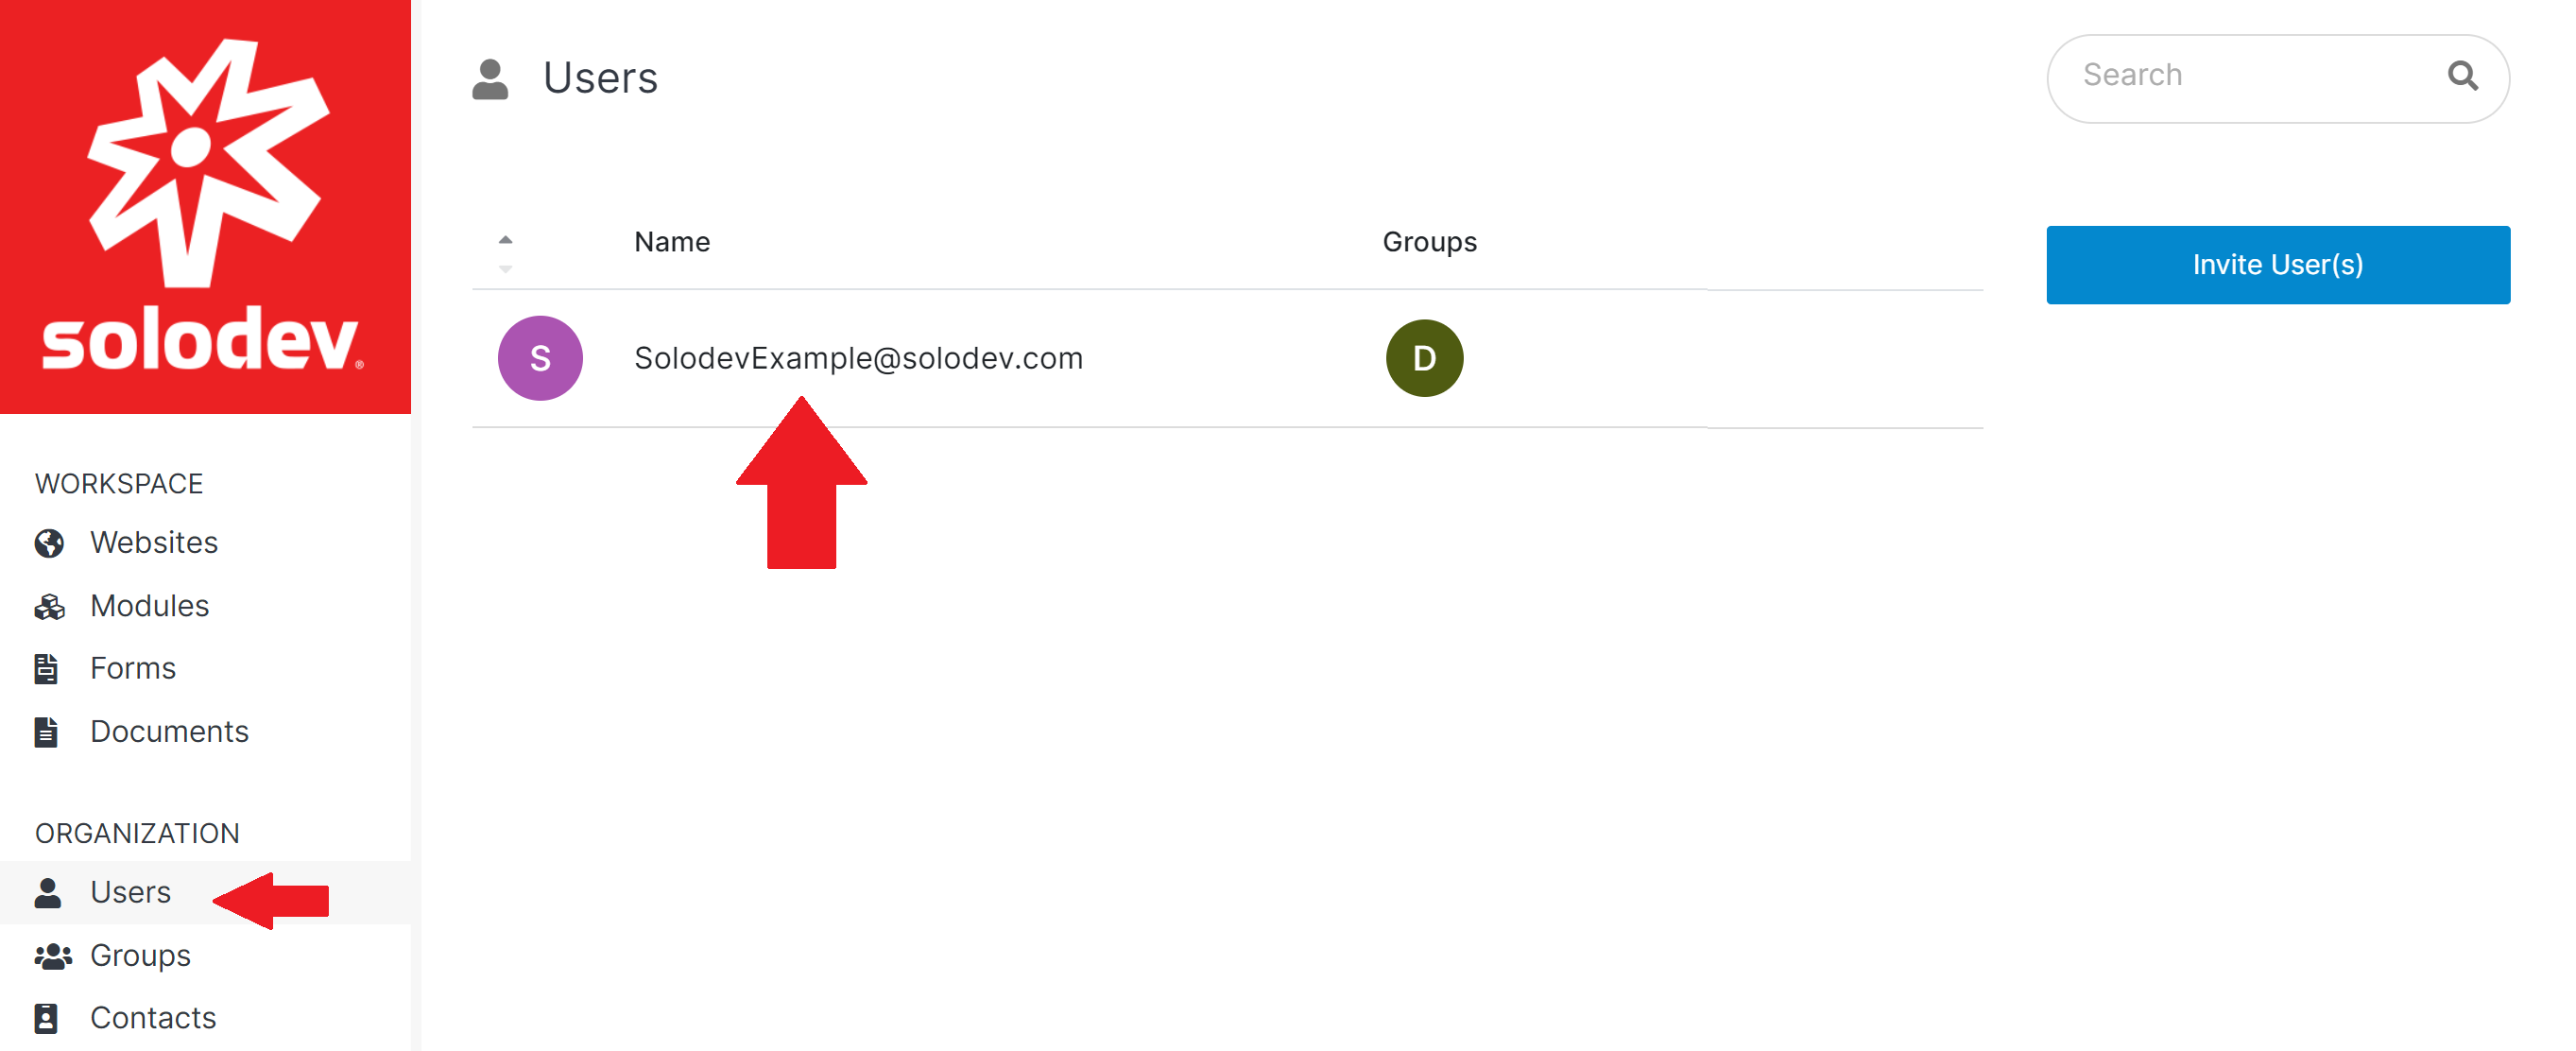 solodev®
WORKSPACE
Websites
Modules
Forms
Documents
ORGANIZATION
Users
Groups
Contacts
Users
Search
Name
Groups
Invite User(s)
S
SolodevExample@solodev.com
D